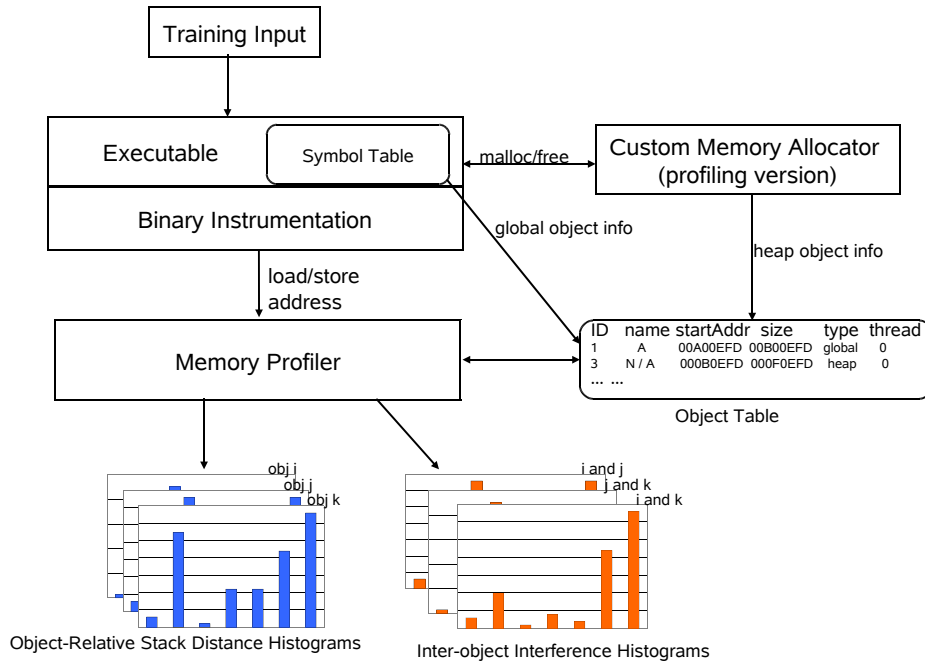 Training Input
Executable
Symbol Table
malloc/free
Custom Memory Allocator
(profiling version)
Binary Instrumentation
global object info
heap object info
load/store
address
Memory Profiler
ID name startAddr size type thread
1 A 00A00EFD 00B00EFD global 0
3 N / A 000B0EFD 000F0EFD heap 0
... ...
Object Table
obj i
obj j
obj k
i and j
j and k
i and k
Object-Relative Stack Distance Histograms
Inter-object Interference Histograms